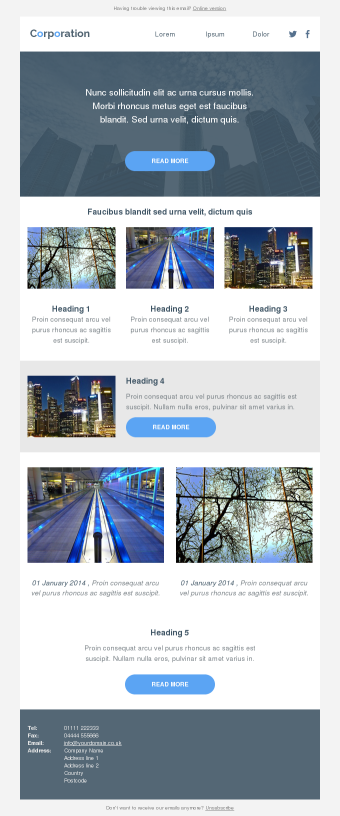 Having trouble viewing this email? Online version
Corporation
Lorem
Ipsum
Dolor
Nunc sollicitudin elit ac urna cursus mollis.
Morbi rhoncus metus eget est faucibus
blandit. Sed urna velit, dictum quis.
READ MORE
Faucibus blandit sed urna velit, dictum quis
Heading 1
Proin consequat arcu vel
purus rhoncus ac sagittis
est suscipit.
Heading 2
Proin consequat arcu vel
purus rhoncus ac sagittis
est suscipit.
Heading 3
Proin consequat arcu vel
purus rhoncus ac sagittis
est suscipit.
Heading 4
Proin consequat arcu vel purus rhoncus ac sagittis est
suscipit. Nullam nulla eros, pulvinar sit amet varius in.
READ MORE
01 January 2014 , Proin consequat arcu
vel purus rhoncus ac sagittis est suscipit.
01 January 2014 , Proin consequat arcu
vel purus rhoncus ac sagittis est suscipit.
Heading 5
Proin consequat arcu vel purus rhoncus ac sagittis est
suscipit. Nullam nulla eros, pulvinar sit amet varius in.
READ MORE
Tel: 01111 222333
Fax: 04444 555666
Email: info@yourdomain.co.uk
Address: Company Name
Address line 1
Address line 2
Country
Postcode
Don't want to receive our emails anymore? Unsubscribe